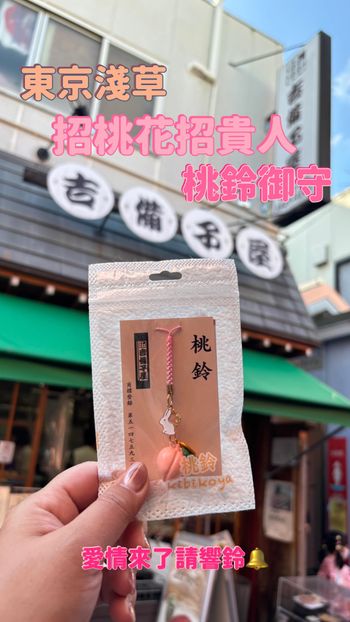 東京淺草
招桃花招貴人
桃鈴御守
吉備子屋
桃鈴
桃鈴
kibikoya
愛情來了請響鈴🔔